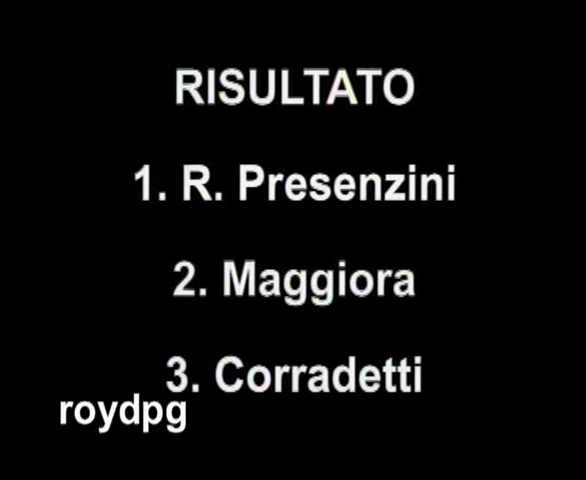 RISULTATO
1. R. Presenzini
2. Maggiora
3. Corradetti
roydpg